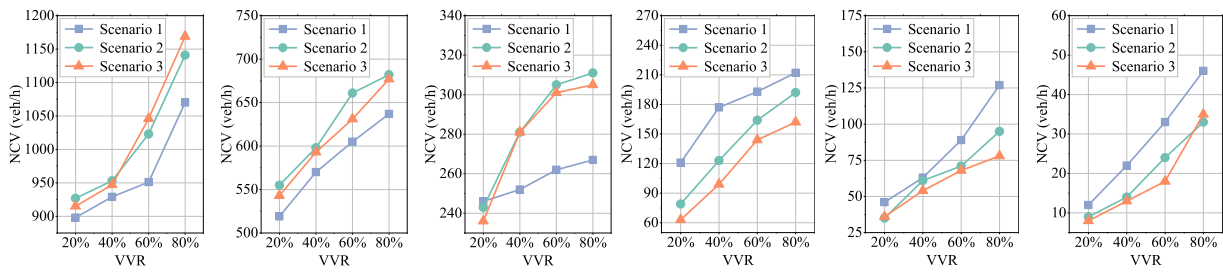 NCV (veh/h)
1200
1150
1100
1050
1000
950
900
Scenario 1
Scenario 2
Scenario 3
20% 40% 60% 80%
VVR
NCV (veh/h)
750
700
650
600
550
500
Scenario 1
Scenario 2
Scenario 3
20% 40% 60% 80%
VVR
NCV (veh/h)
340
320
300
280
260
240
Scenario 1
Scenario 2
Scenario 3
20% 40% 60% 80%
VVR
NCV (veh/h)
270
240
210
180
150
120
90
60
Scenario 1
Scenario 2
Scenario 3
20% 40% 60% 80%
VVR
NCV (veh/h)
175
150
125
100
75
50
25
Scenario 1
Scenario 2
Scenario 3
20% 40% 60% 80%
VVR
NCV (veh/h)
60
50
40
30
20
10
Scenario 1
Scenario 2
Scenario 3
20% 40% 60% 80%
VVR